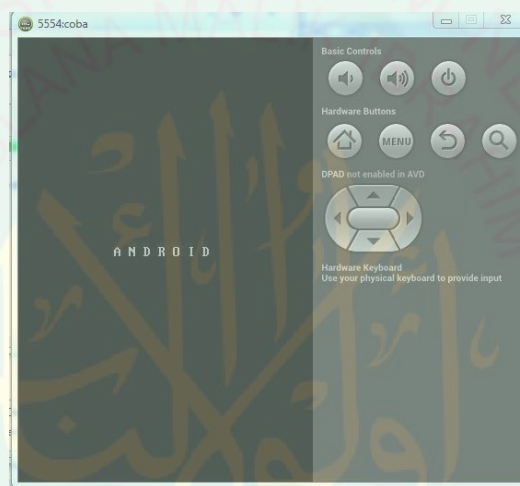 5554:coba
Basic Controls
Hardware Buttons
MENU
DPAD not enabled in AVD
ANDROID
Hardware Keyboard
Use your physical keyboard to provide input